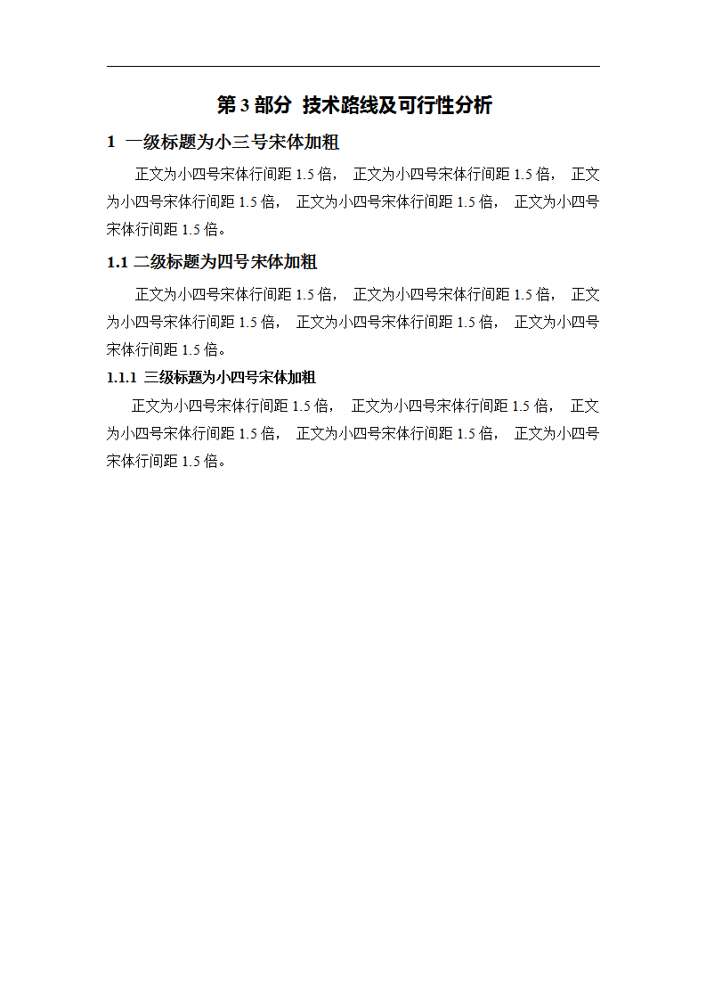 第 3 部分 技术路线及可行性分析
1 一级标题为小三号宋体加粗
正文为小四号宋体行间距 1.5 倍， 正文为小四号宋体行间距 1.5 倍， 正文
为小四号宋体行间距 1.5 倍， 正文为小四号宋体行间距 1.5 倍， 正文为小四号
宋体行间距 1.5 倍。
1.1 二级标题为四号宋体加粗
正文为小四号宋体行间距 1.5 倍， 正文为小四号宋体行间距 1.5 倍， 正文
为小四号宋体行间距 1.5 倍， 正文为小四号宋体行间距 1.5 倍， 正文为小四号
宋体行间距 1.5 倍。
1.1.1 三级标题为小四号宋体加粗
正文为小四号宋体行间距 1.5 倍， 正文为小四号宋体行间距 1.5 倍， 正文
为小四号宋体行间距 1.5 倍， 正文为小四号宋体行间距 1.5 倍， 正文为小四号
宋体行间距 1.5 倍。